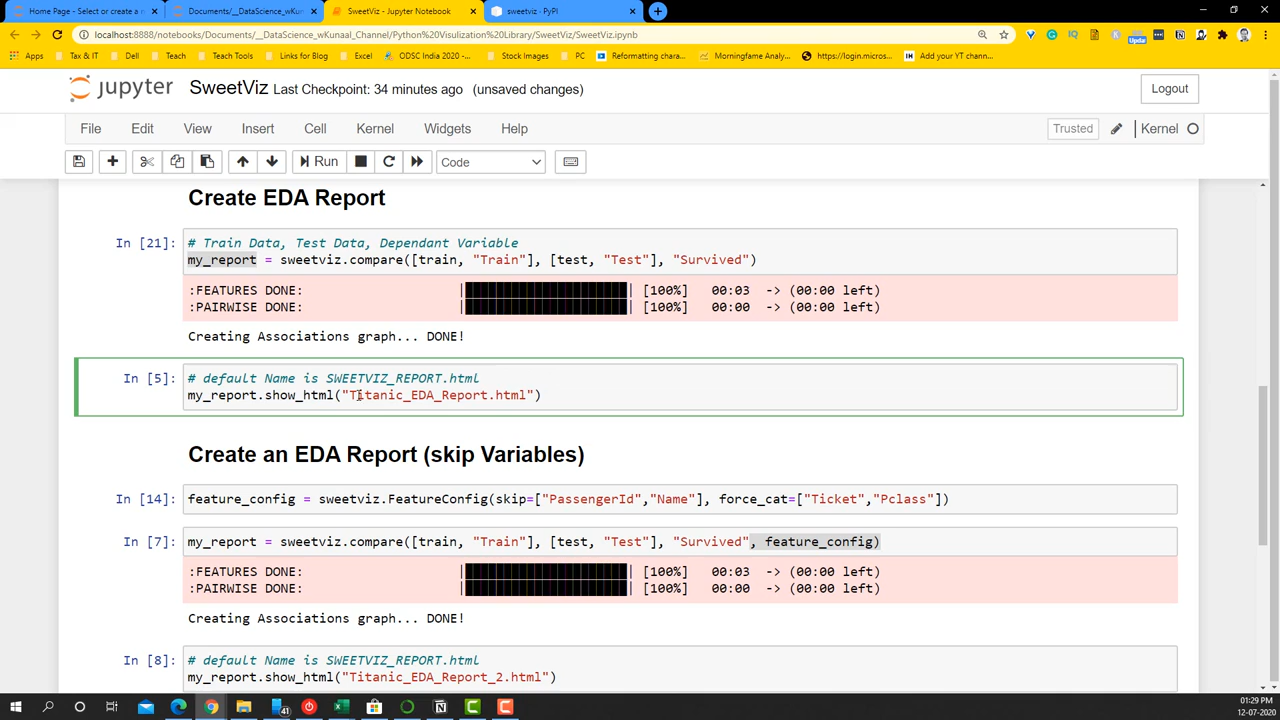 Home Page - Select or create a n
Documents/__DataScience_wKuna
SweetViz - Jupyter Notebook
sweetviz · PyPI
localhost:8888/notebooks/Documents/__DataScience_wKunaal_Channel/Python%20Visulization%20Library/SweetViz/SweetViz.ipynb
Apps Tax & IT Dell Teach Teach Tools Links for Blog Excel ODSC India 2020 -... Stock Images PC Reformatting chara... Morningfame Analy... https://login.micros... Add your YT chann...
jupyter SweetViz Last Checkpoint: 34 minutes ago (unsaved changes) Logout
File Edit View Insert Cell Kernel Widgets Help Trusted Kernel
Run Code
Create EDA Report
In [21]: # Train Data, Test Data, Dependant Variable
my_report = sweetviz.compare([train, "Train"], [test, "Test"], "Survived")
:FEATURES DONE: | | [100%] 00:03 -> (00:00 left)
:PAIRWISE DONE: | | [100%] 00:00 -> (00:00 left)
Creating Associations graph... DONE!
In [5]: # default Name is SWEETVIZ_REPORT.html
my_report.show_html("Titanic_EDA_Report.html")
Create an EDA Report (skip Variables)
In [14]: feature_config = sweetviz.FeatureConfig(skip=["PassengerId","Name"], force_cat=["Ticket","Pclass"])
In [7]: my_report = sweetviz.compare([train, "Train"], [test, "Test"], "Survived", feature_config)
:FEATURES DONE: | | [100%] 00:03 -> (00:00 left)
:PAIRWISE DONE: | | [100%] 00:00 -> (00:00 left)
Creating Associations graph... DONE!
In [8]: # default Name is SWEETVIZ_REPORT.html
my_report.show_html("Titanic_EDA_Report_2.html")
01:29 PM
12-07-2020